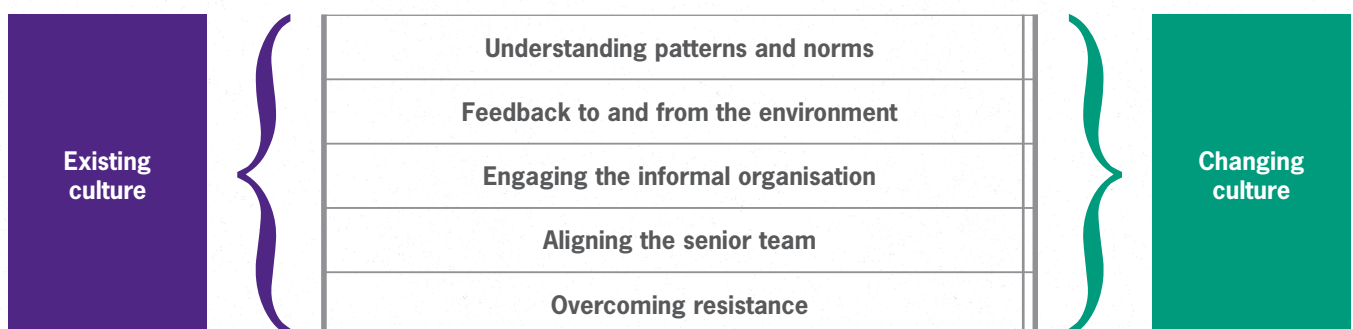 Existing
culture
Understanding patterns and norms
Feedback to and from the environment
Engaging the informal organisation
Aligning the senior team
Overcoming resistance
Changing
culture